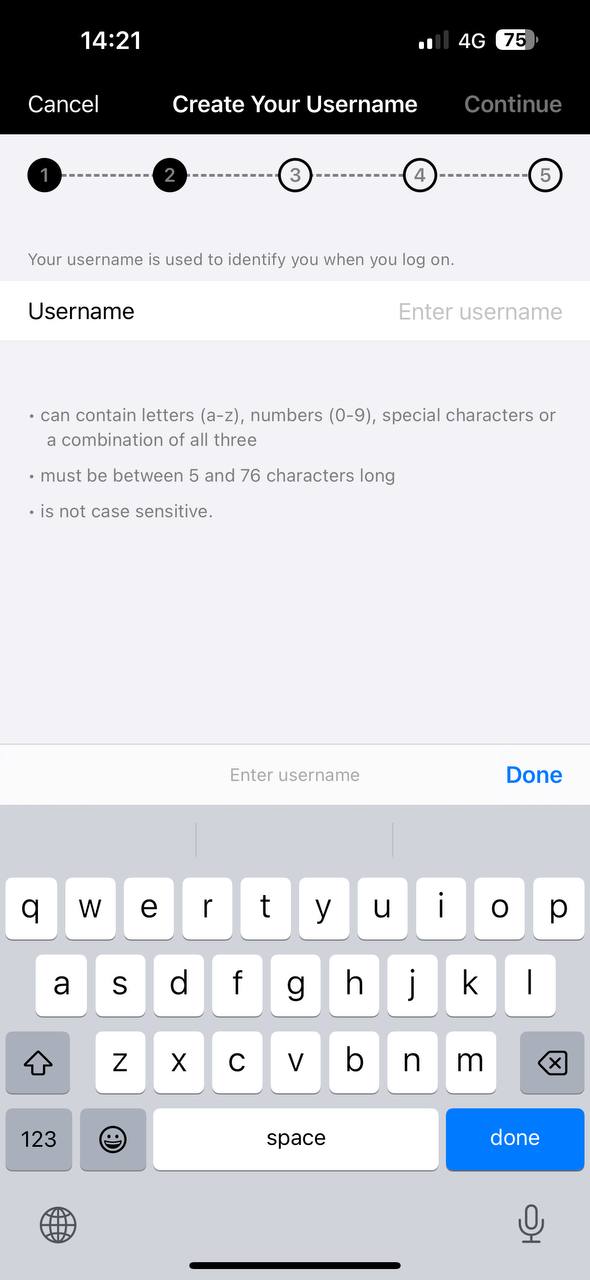 14:21 4G 75
Cancel Create Your Username Continue
1 2 3 4 5
Your username is used to identify you when you log on.
Username Enter username
• can contain letters (a-z), numbers (0-9), special characters or
a combination of all three
• must be between 5 and 76 characters long
• is not case sensitive.
Enter username Done
q w e r t y u i o p
a s d f g h j k l
z x c v b n m
123 space done